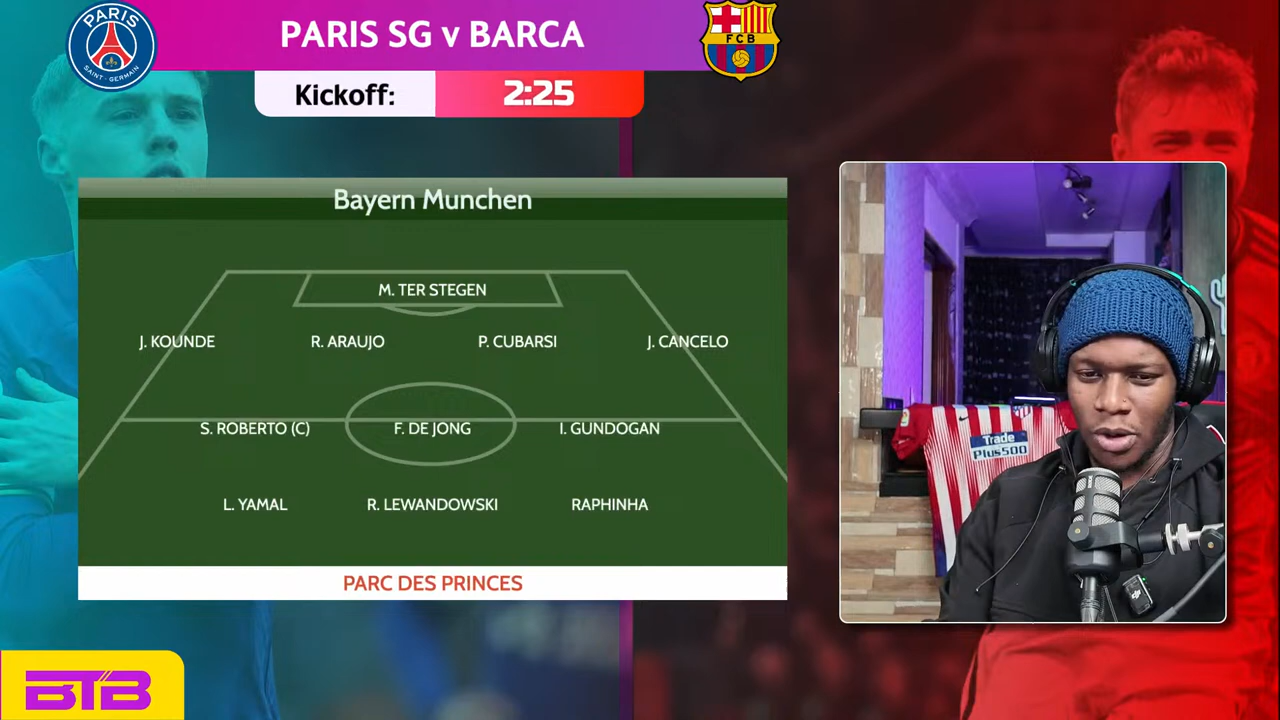 PARIS
SAINT-GERMAIN
PARIS SG v BARCA
FCB
Kickoff:
2:25
Bayern Munchen
M. TER STEGEN
J. KOUNDE
R. ARAUJO
P. CUBARSI
J. CANCELO
S. ROBERTO (C)
F. DE JONG
I. GUNDOGAN
L. YAMAL
R. LEWANDOWSKI
RAPHINHA
PARC DES PRINCES
Trade
Plus500
BTB